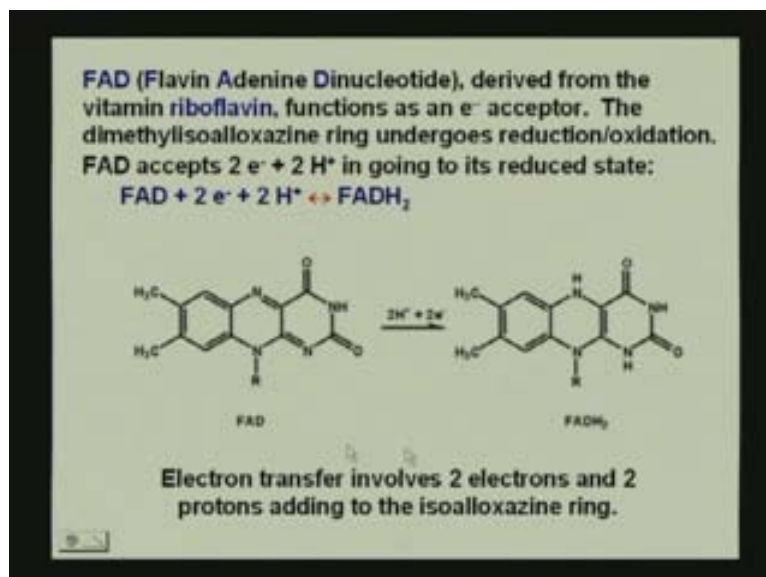 FAD (Flavin Adenine Dinucleotide), derived from the
vitamin riboflavin, functions as an e⁻ acceptor. The
dimethylisoalloxazine ring undergoes reduction/oxidation.
FAD accepts 2 e⁻ + 2 H⁺ in going to its reduced state:
FAD + 2 e⁻ + 2 H⁺ ↔ FADH₂
O
H₃C
N
NH
H₃C
N
N
O
R
FAD
2H⁺ + 2e⁻
O
H
H₃C
N
NH
H₃C
N
N
O
R
H
FADH₂
Electron transfer involves 2 electrons and 2
protons adding to the isoalloxazine ring.